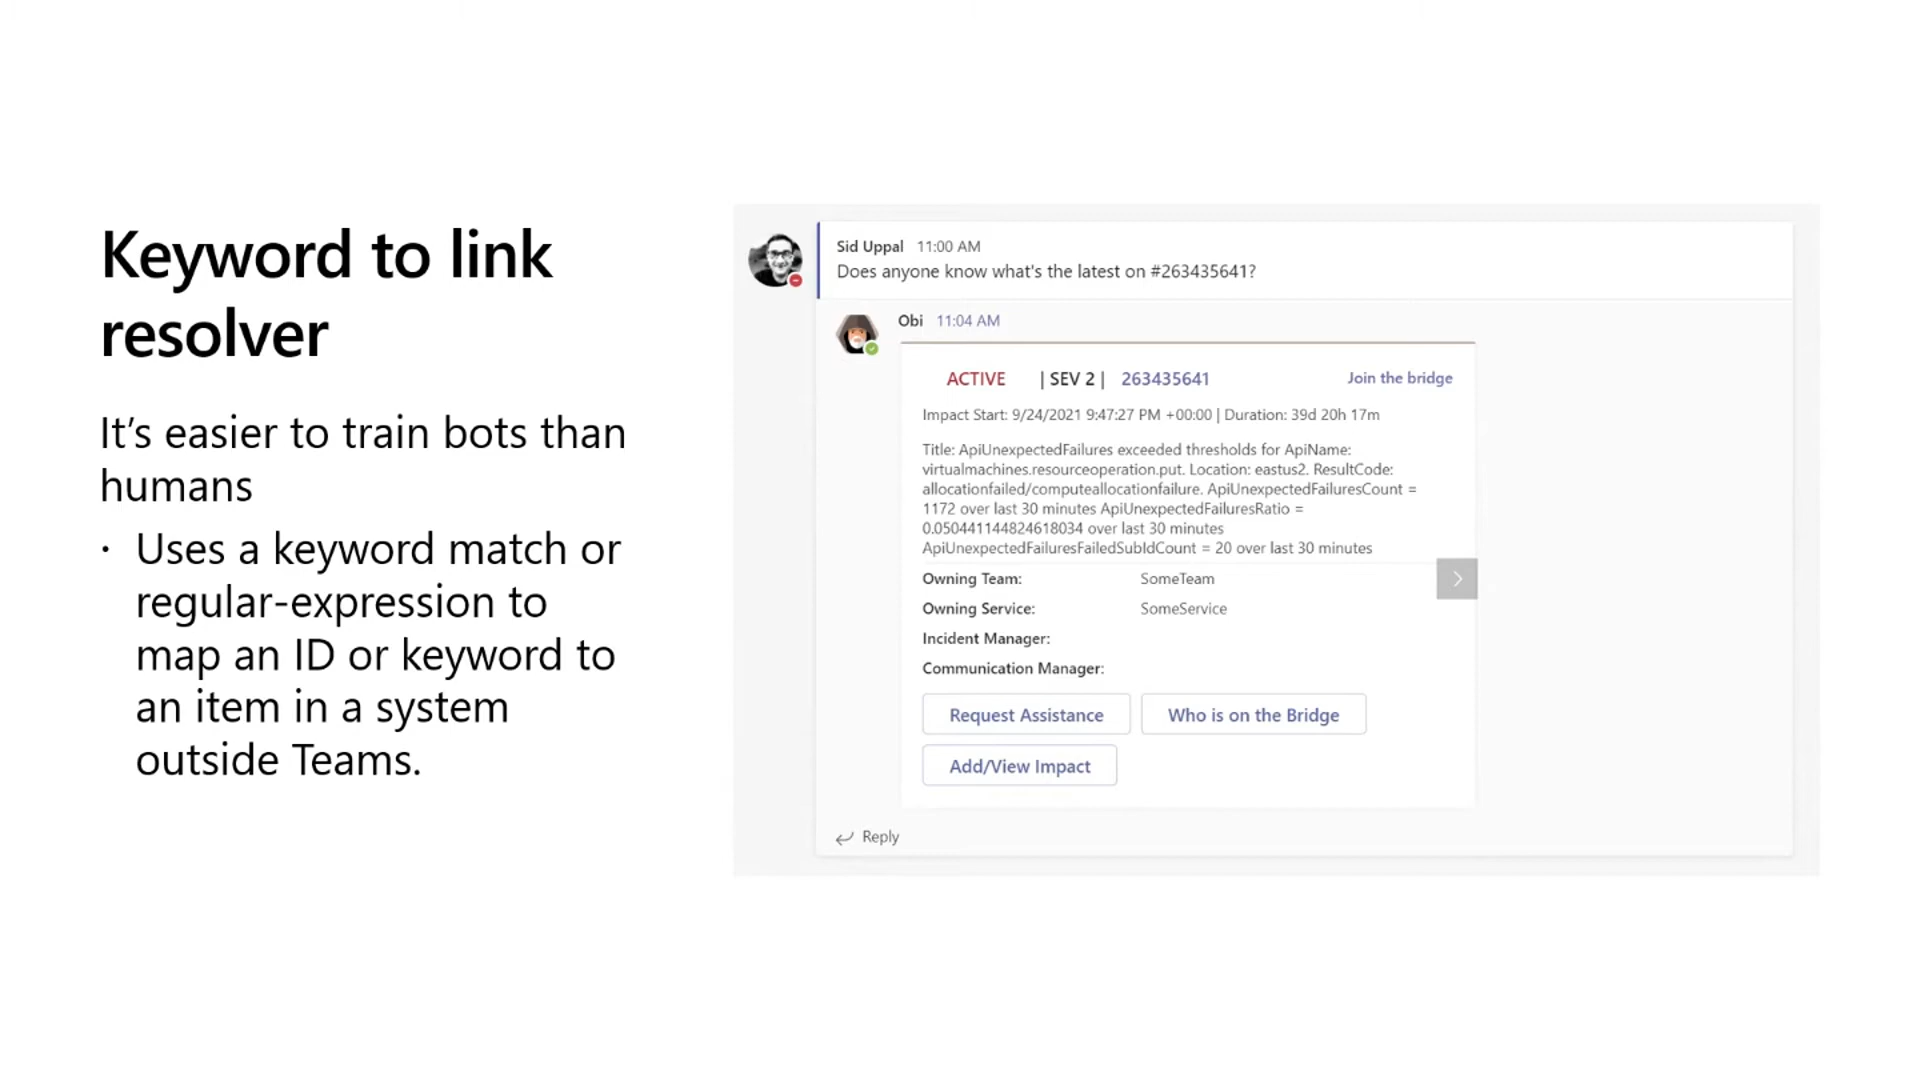 Keyword to link
resolver
It's easier to train bots than
humans
· Uses a keyword match or
regular-expression to
map an ID or keyword to
an item in a system
outside Teams.
Sid Uppal 11:00 AM
Does anyone know what's the latest on #263435641?
Obi 11:04 AM
ACTIVE | SEV 2 | 263435641 Join the bridge
Impact Start: 9/24/2021 9:47:27 PM +00:00 | Duration: 39d 20h 17m
Title: ApiUnexpectedFailures exceeded thresholds for ApiName:
virtualmachines.resourceoperation.put. Location: eastus2. ResultCode:
allocationfailed/computeallocationfailure. ApiUnexpectedFailuresCount =
1172 over last 30 minutes ApiUnexpectedFailuresRatio =
0.050441144824618034 over last 30 minutes
ApiUnexpectedFailuresFailedSubIdCount = 20 over last 30 minutes
Owning Team: SomeTeam
Owning Service: SomeService
Incident Manager:
Communication Manager:
Request Assistance Who is on the Bridge
Add/View Impact
Reply